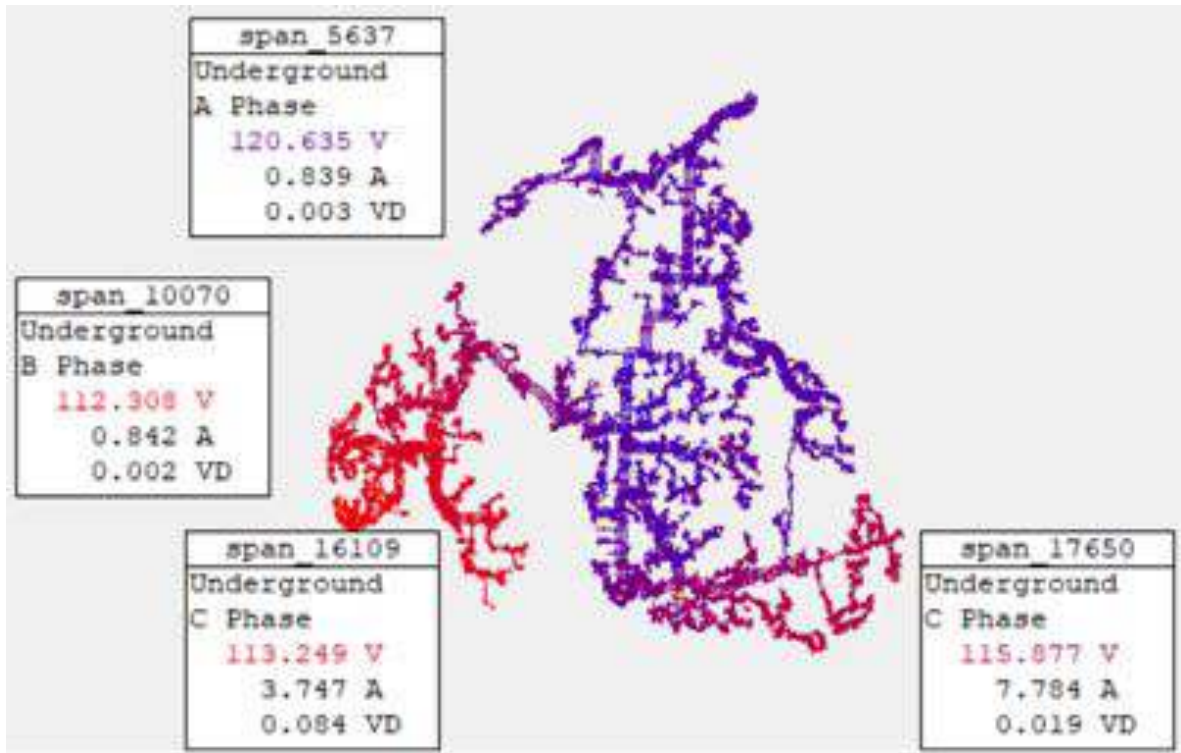 span_5637
Underground
A Phase
120.635 V
0.839 A
0.003 VD
span_10070
Underground
B Phase
112.308 V
0.842 A
0.002 VD
span_16109
Underground
C Phase
113.249 V
3.747 A
0.084 VD
span_17650
Underground
C Phase
115.877 V
7.784 A
0.019 VD